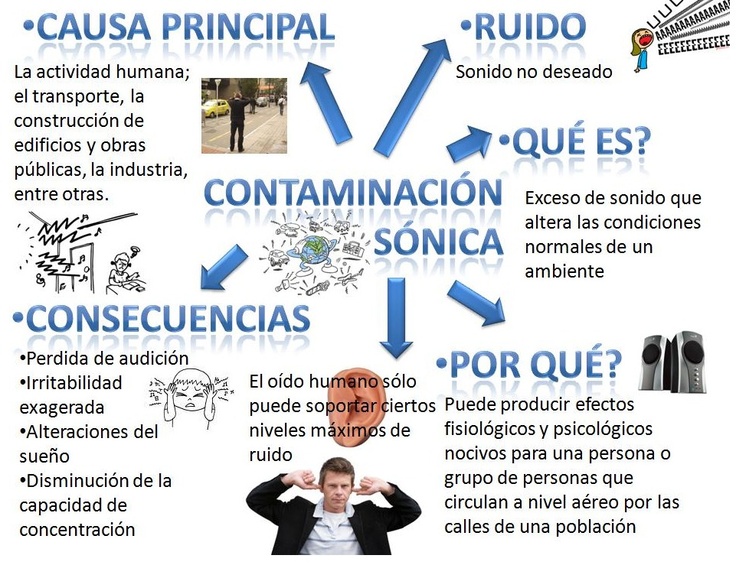 •CAUSA PRINCIPAL
La actividad humana;
el transporte, la
construcción de
edificios y obras
públicas, la industria,
entre otras.
•RUIDO
Sonido no deseado
•QUÉ ES?
Exceso de sonido que
altera las condiciones
normales de un
ambiente
CONTAMINACIÓN
SÓNICA
•CONSECUENCIAS
•Perdida de audición
•Irritabilidad
exagerada
•Alteraciones del
sueño
•Disminución de la
capacidad de
concentración
El oído humano sólo
puede soportar ciertos
niveles máximos de
ruido
•POR QUÉ?
Puede producir efectos
fisiológicos y psicológicos
nocivos para una persona o
grupo de personas que
circulan a nivel aéreo por las
calles de una población